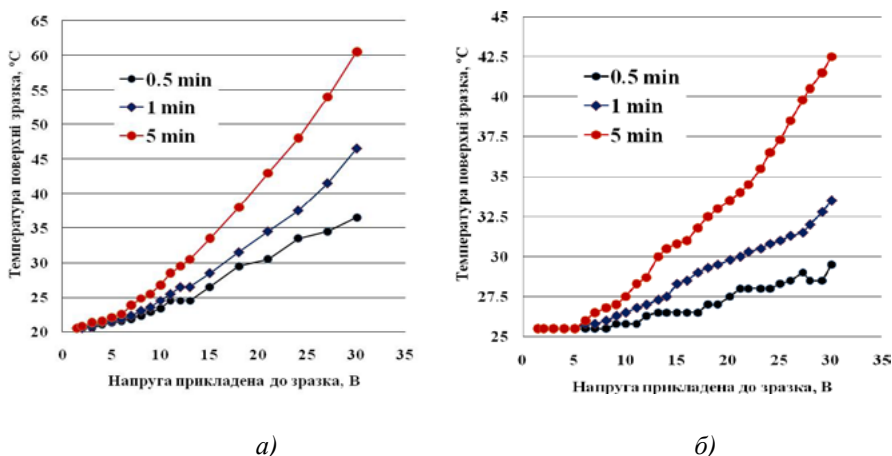 65
60
55
50
45
40
35
30
25
20
0 5 10 15 20 25 30 35
Температура поверхні зразка, °С
0.5 min
1 min
5 min
Напруга прикладена до зразка, В
а)
45
42.5
40
37.5
35
32.5
30
27.5
25
0 5 10 15 20 25 30 35
Температура поверхні зразка, °С
0.5 min
1 min
5 min
Напруга прикладена до зразка, В
б)